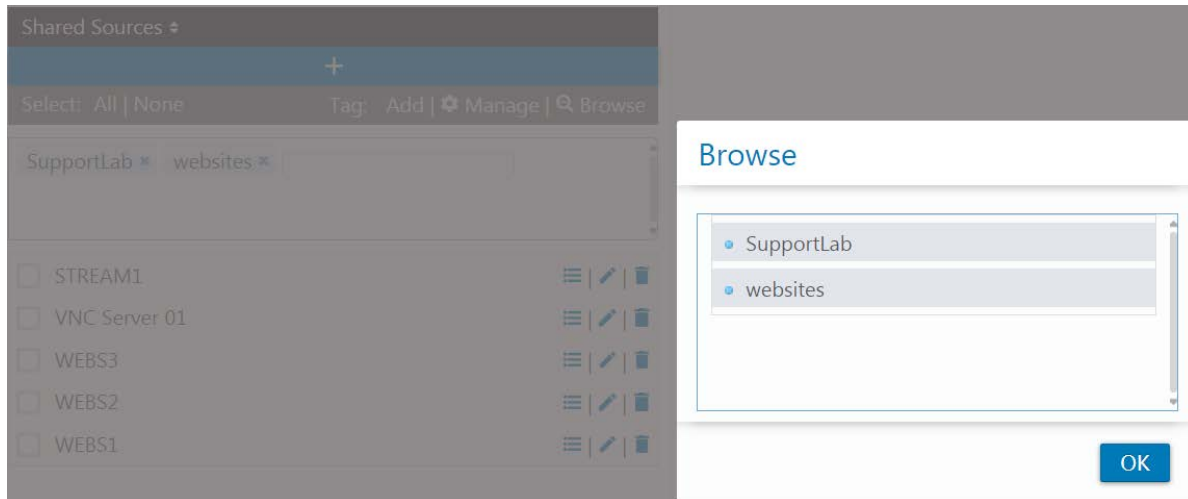 Shared Sources
+
Select: All | None Tag: Add | Manage | Browse
SupportLab × websites ×
STREAM1
VNC Server 01
WEBS3
WEBS2
WEBS1
Browse
SupportLab
websites
OK